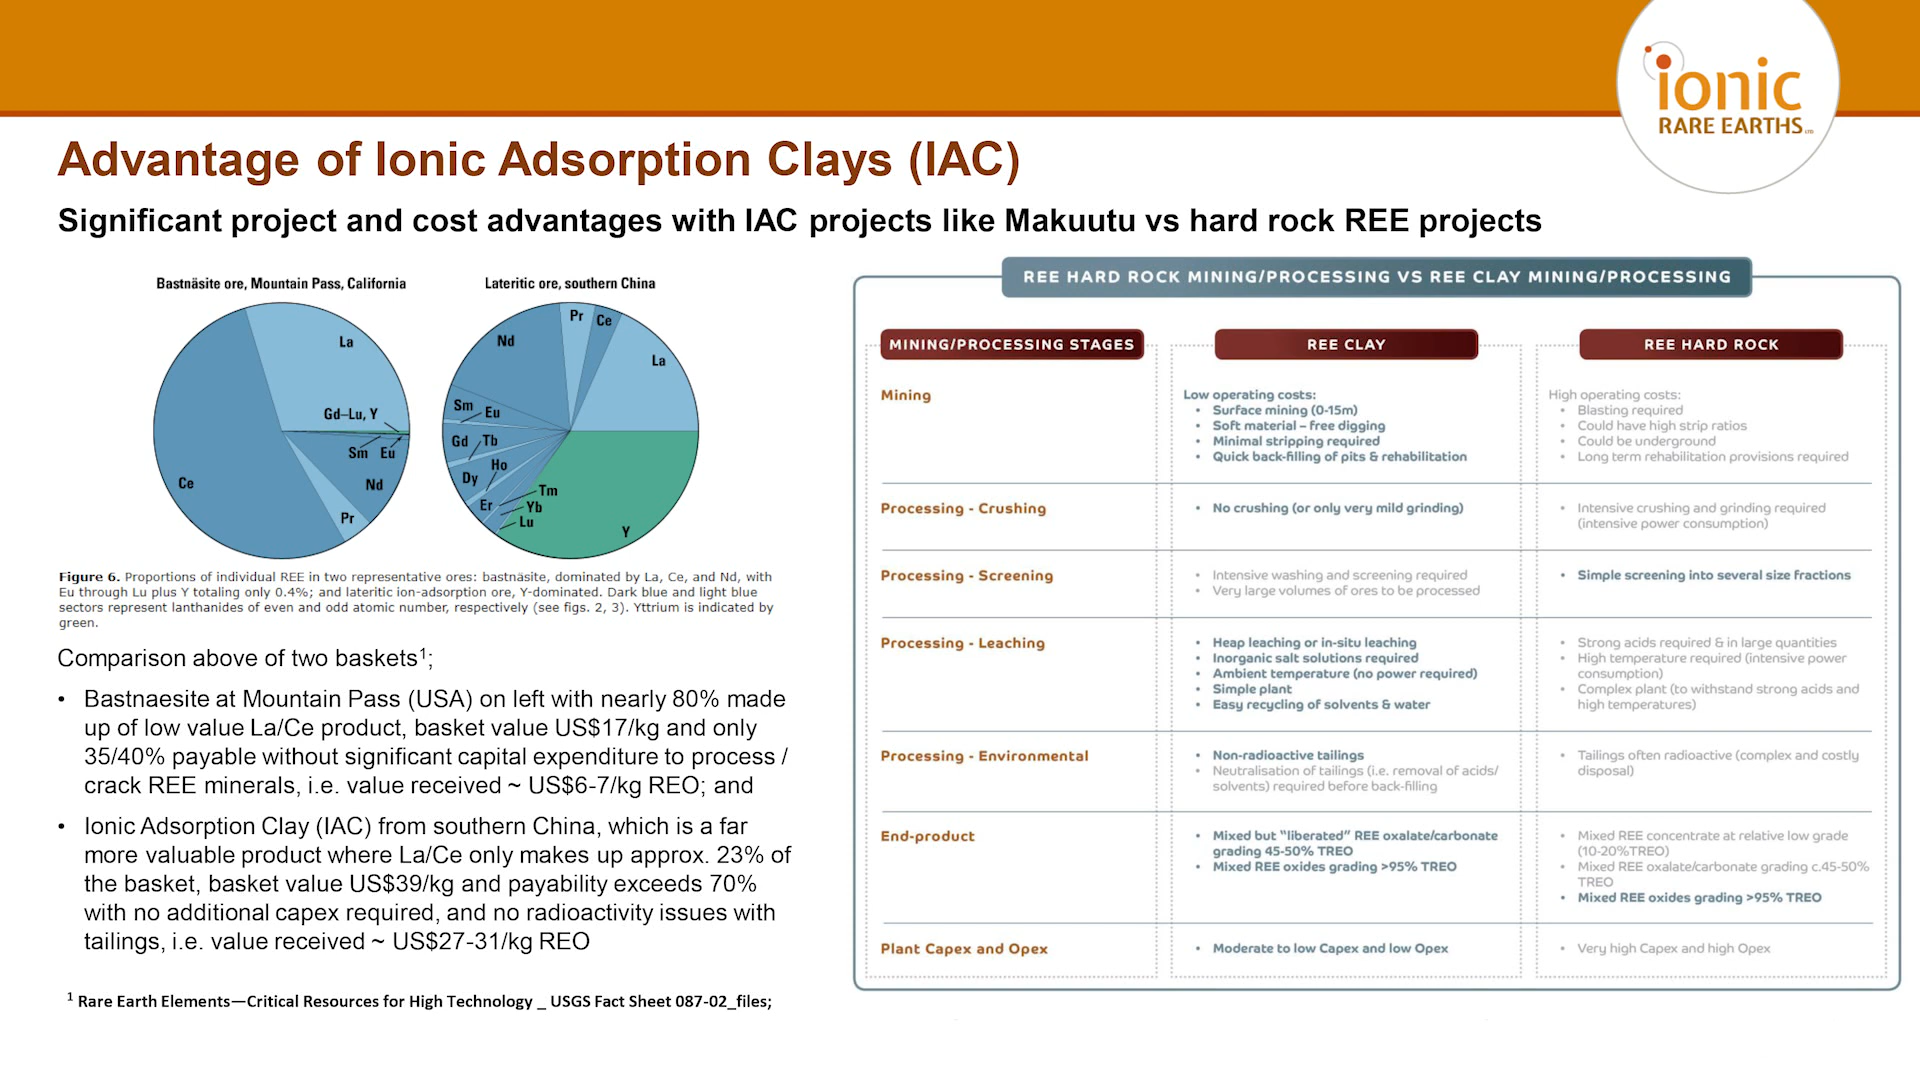 ionic
RARE EARTHS LTD
Advantage of Ionic Adsorption Clays (IAC)
Significant project and cost advantages with IAC projects like Makuutu vs hard rock REE projects
Bastnäsite ore, Mountain Pass, California
La
Gd–Lu, Y
Sm Eu
Nd
Pr
Ce
Lateritic ore, southern China
Pr Ce
Nd
La
Sm
Eu
Gd
Tb
Ho
Dy
Er
Tm
Yb
Lu
Y
Figure 6. Proportions of individual REE in two representative ores: bastnäsite, dominated by La, Ce, and Nd, with
Eu through Lu plus Y totaling only 0.4%; and lateritic ion-adsorption ore, Y-dominated. Dark blue and light blue
sectors represent lanthanides of even and odd atomic number, respectively (see figs. 2, 3). Yttrium is indicated by
green.
Comparison above of two baskets¹;
• Bastnaesite at Mountain Pass (USA) on left with nearly 80% made
up of low value La/Ce product, basket value US$17/kg and only
35/40% payable without significant capital expenditure to process /
crack REE minerals, i.e. value received ~ US$6-7/kg REO; and
• Ionic Adsorption Clay (IAC) from southern China, which is a far
more valuable product where La/Ce only makes up approx. 23% of
the basket, basket value US$39/kg and payability exceeds 70%
with no additional capex required, and no radioactivity issues with
tailings, i.e. value received ~ US$27-31/kg REO
¹ Rare Earth Elements—Critical Resources for High Technology _ USGS Fact Sheet 087-02_files;
REE HARD ROCK MINING/PROCESSING VS REE CLAY MINING/PROCESSING
MINING/PROCESSING STAGES
REE CLAY
REE HARD ROCK
Mining
Low operating costs:
• Surface mining (0-15m)
• Soft material – free digging
• Minimal stripping required
• Quick back-filling of pits & rehabilitation
High operating costs:
• Blasting required
• Could have high strip ratios
• Could be underground
• Long term rehabilitation provisions required
Processing - Crushing
• No crushing (or only very mild grinding)
• Intensive crushing and grinding required
(intensive power consumption)
Processing - Screening
• Intensive washing and screening required
• Very large volumes of ores to be processed
• Simple screening into several size fractions
Processing - Leaching
• Heap leaching or in-situ leaching
• Inorganic salt solutions required
• Ambient temperature (no power required)
• Simple plant
• Easy recycling of solvents & water
• Strong acids required & in large quantities
• High temperature required (intensive power
consumption)
• Complex plant (to withstand strong acids and
high temperatures)
Processing - Environmental
• Non-radioactive tailings
• Neutralisation of tailings (i.e. removal of acids/
solvents) required before back-filling
• Tailings often radioactive (complex and costly
disposal)
End-product
• Mixed but “liberated” REE oxalate/carbonate
grading 45-50% TREO
• Mixed REE oxides grading >95% TREO
• Mixed REE concentrate at relative low grade
(10-20%TREO)
• Mixed REE oxalate/carbonate grading c.45-50%
TREO
• Mixed REE oxides grading >95% TREO
Plant Capex and Opex
• Moderate to low Capex and low Opex
• Very high Capex and high Opex